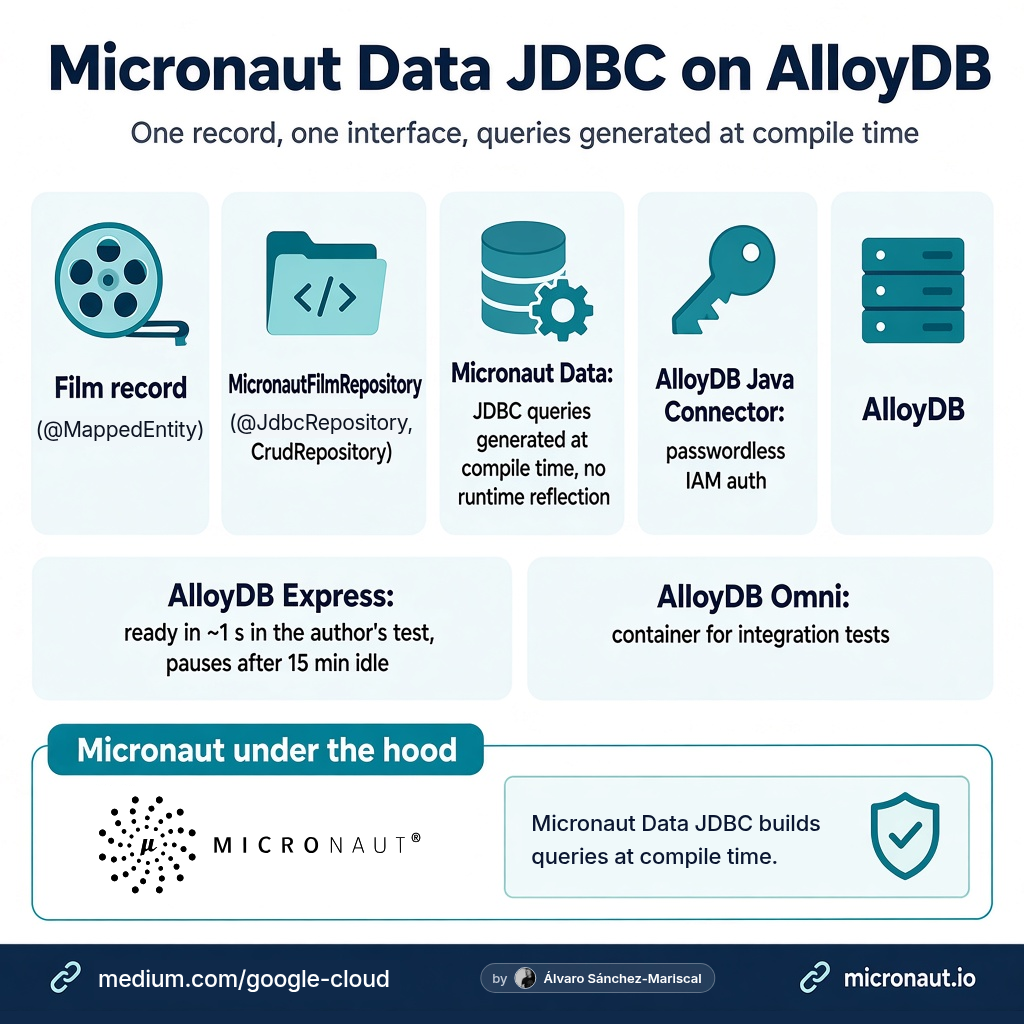 Micronaut Data JDBC on AlloyDB
One record, one interface, queries generated at compile time
Film record
(@MappedEntity)
MicronautFilmRepository
(@JdbcRepository,
CrudRepository)
Micronaut Data:
JDBC queries
generated at
compile time, no
runtime reflection
AlloyDB Java
Connector:
passwordless
IAM auth
AlloyDB
AlloyDB Express:
ready in ~1 s in the author's test,
pauses after 15 min idle
AlloyDB Omni:
container for integration tests
Micronaut under the hood
μ
MICRONAUT®
Micronaut Data JDBC builds
queries at compile time.
medium.com/google-cloud
by Álvaro Sánchez-Mariscal
micronaut.io